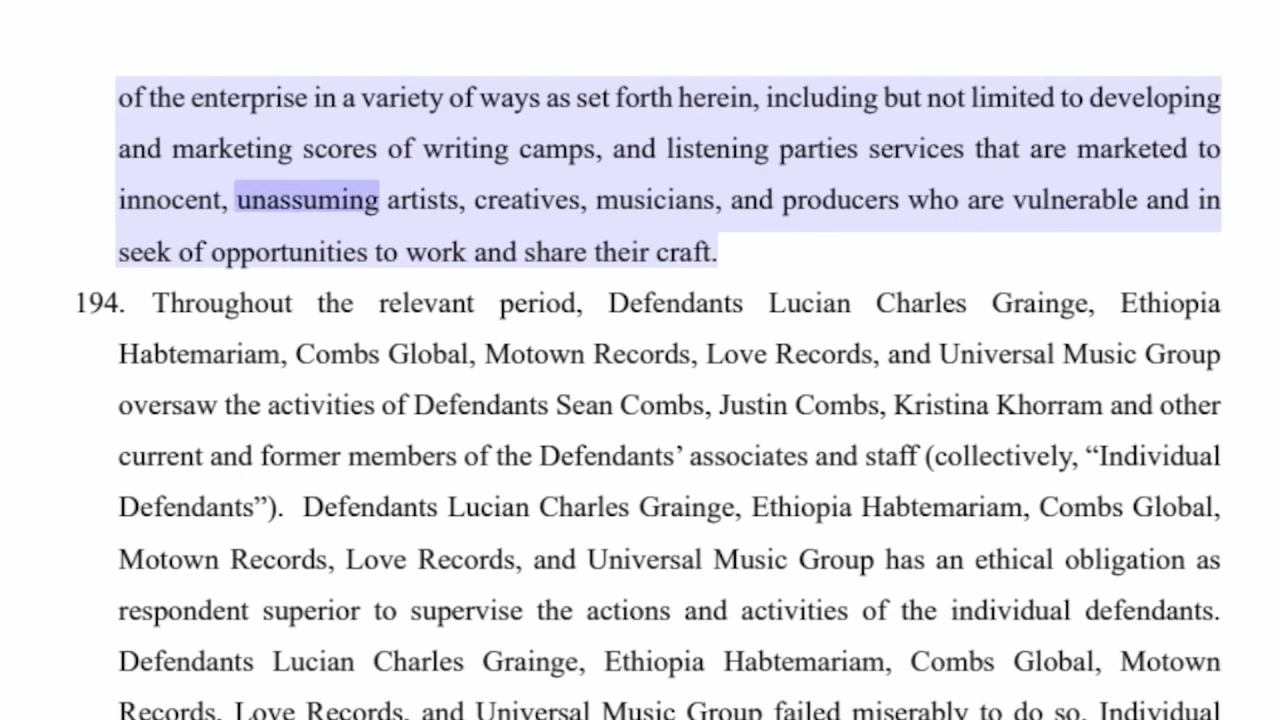 of the enterprise in a variety of ways as set forth herein, including but not limited to developing
and marketing scores of writing camps, and listening parties services that are marketed to
innocent, unassuming artists, creatives, musicians, and producers who are vulnerable and in
seek of opportunities to work and share their craft.
194. Throughout the relevant period, Defendants Lucian Charles Grainge, Ethiopia
Habtemariam, Combs Global, Motown Records, Love Records, and Universal Music Group
oversaw the activities of Defendants Sean Combs, Justin Combs, Kristina Khorram and other
current and former members of the Defendants’ associates and staff (collectively, “Individual
Defendants”). Defendants Lucian Charles Grainge, Ethiopia Habtemariam, Combs Global,
Motown Records, Love Records, and Universal Music Group has an ethical obligation as
respondent superior to supervise the actions and activities of the individual defendants.
Defendants Lucian Charles Grainge, Ethiopia Habtemariam, Combs Global, Motown
Records, Love Records, and Universal Music Group failed miserably to do so. Individual